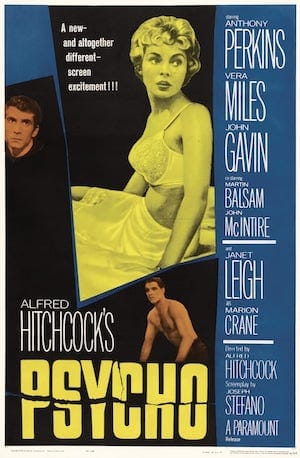 A new-
and altogether
different-
screen
excitement!!!
starring
ANTHONY
PERKINS
VERA
MILES
JOHN
GAVIN
co-starring
MARTIN
BALSAM
JOHN
McINTIRE
and
JANET
LEIGH
as
MARION
CRANE
Directed by
ALFRED
HITCHCOCK
Screenplay by
JOSEPH
STEFANO
A PARAMOUNT
Release
ALFRED
HITCHCOCK'S
PSYCHO